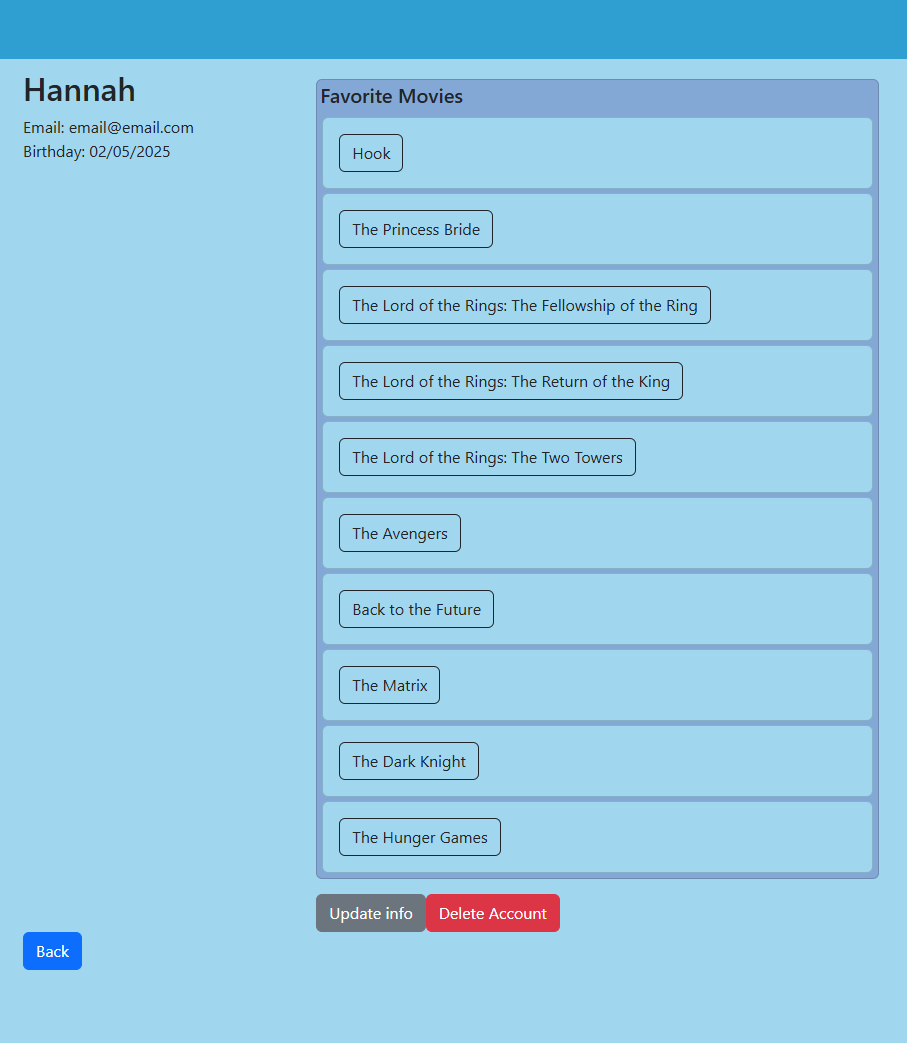 Hannah
Email: email@email.com
Birthday: 02/05/2025
Favorite Movies
Hook
The Princess Bride
The Lord of the Rings: The Fellowship of the Ring
The Lord of the Rings: The Return of the King
The Lord of the Rings: The Two Towers
The Avengers
Back to the Future
The Matrix
The Dark Knight
The Hunger Games
Update info
Delete Account
Back